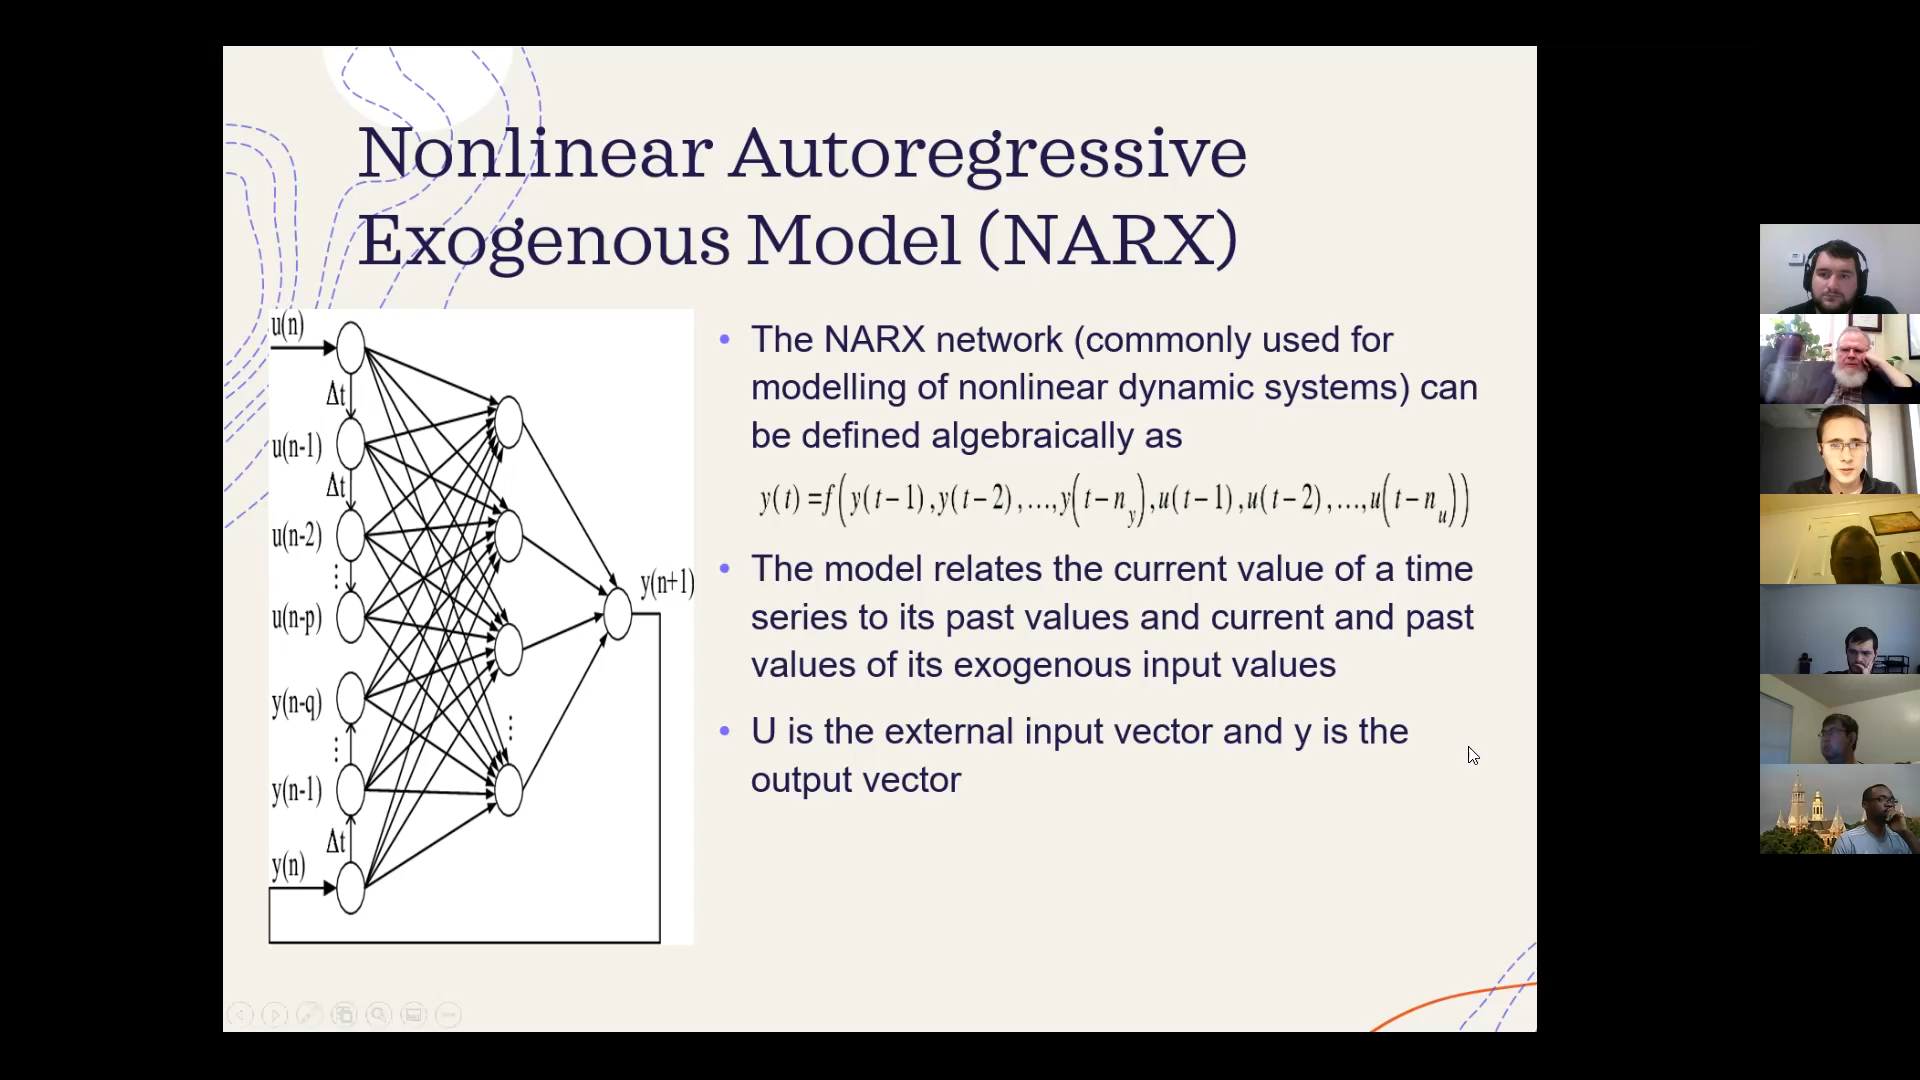 Nonlinear Autoregressive
Exogenous Model (NARX)
u(n)
Δt
u(n-1)
Δt
u(n-2)
⋮
u(n-p)
y(n-q)
⋮
y(n-1)
Δt
y(n)
⋮
y(n+1)
• The NARX network (commonly used for
modelling of nonlinear dynamic systems) can
be defined algebraically as
y(t)=f(y(t−1),y(t−2),…,y(t−n_y),u(t−1),u(t−2),…,u(t−n_u))
• The model relates the current value of a time
series to its past values and current and past
values of its exogenous input values
• U is the external input vector and y is the
output vector